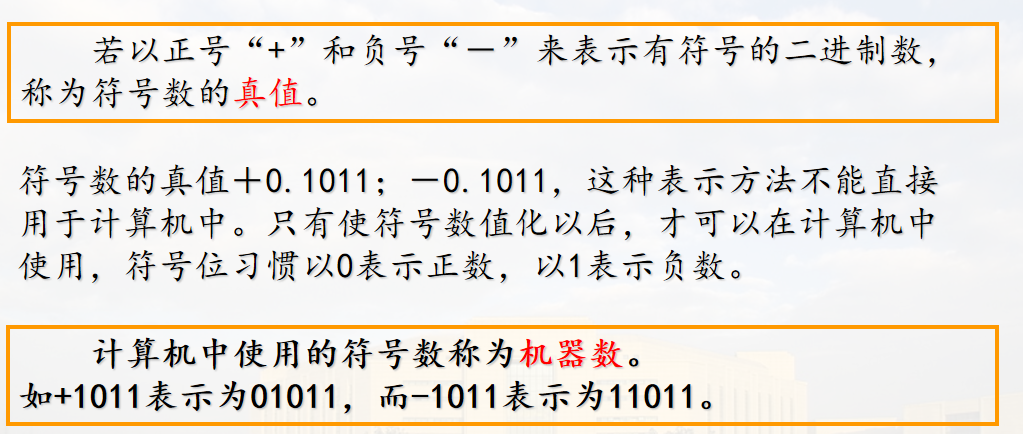 若以正号“+”和负号“－”来表示有符号的二进制数，
称为符号数的真值。
符号数的真值＋0.1011；－0.1011，这种表示方法不能直接
用于计算机中。只有使符号数值化以后，才可以在计算机中
使用，符号位习惯以0表示正数，以1表示负数。
计算机中使用的符号数称为机器数。
如+1011表示为01011，而-1011表示为11011。